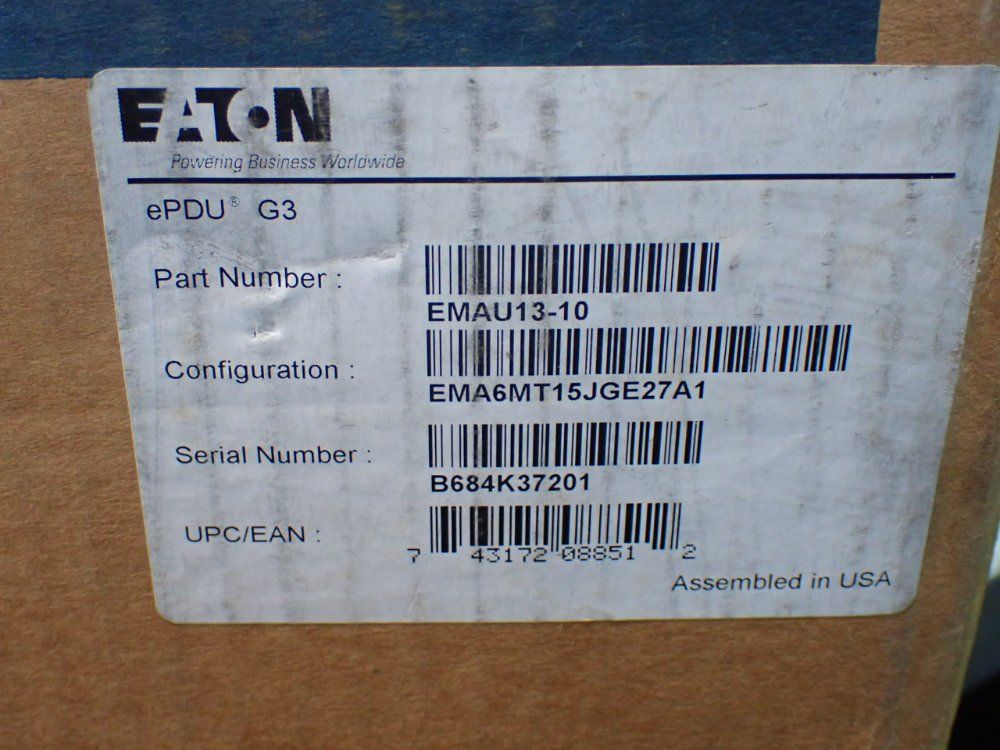 EATON
Powering Business Worldwide
ePDU® G3
Part Number :
EMAU13-10
Configuration :
EMA6MT15JGE27A1
Serial Number :
B684K37201
UPC/EAN :
7 43172 08851 2
Assembled in USA